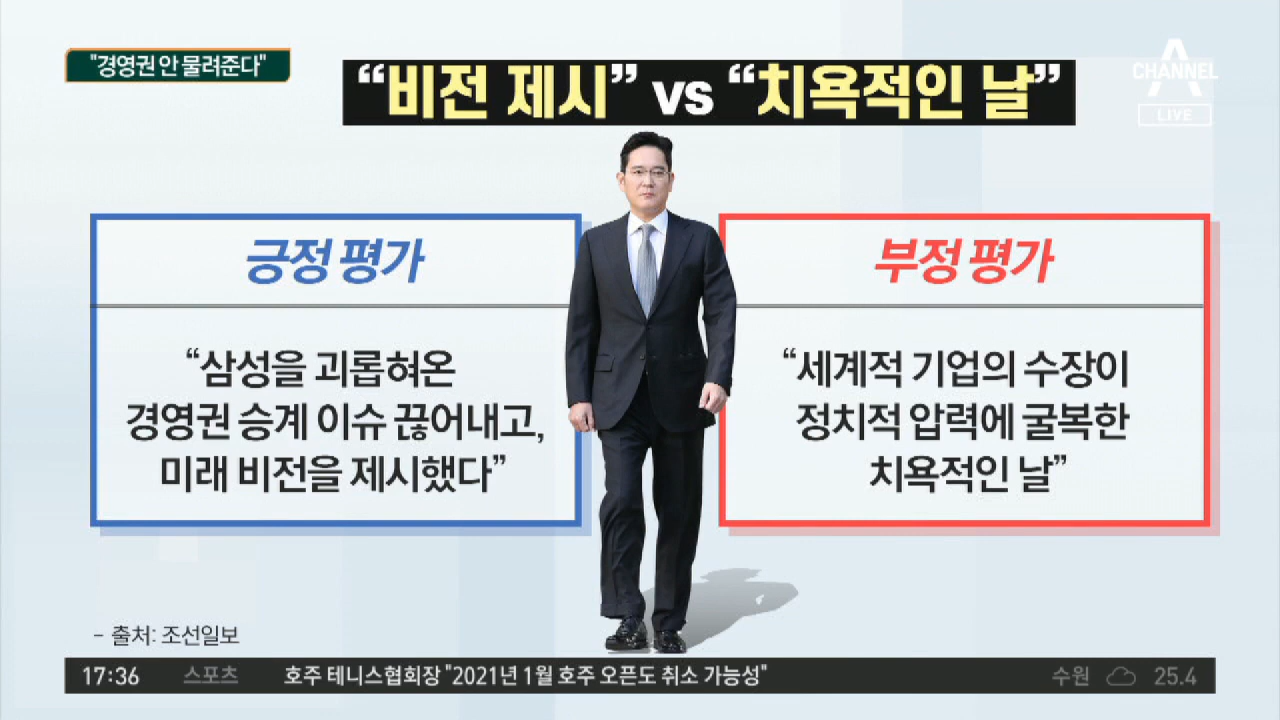 "경영권 안 물려준다"
“비전 제시” vs “치욕적인 날”
CHANNEL A
LIVE
긍정 평가
“삼성을 괴롭혀온
경영권 승계 이슈 끊어내고,
미래 비전을 제시했다”
부정 평가
“세계적 기업의 수장이
정치적 압력에 굴복한
치욕적인 날”
- 출처: 조선일보
17:36 스포츠 호주 테니스협회장 "2021년 1월 호주 오픈도 취소 가능성" 수원 25.4